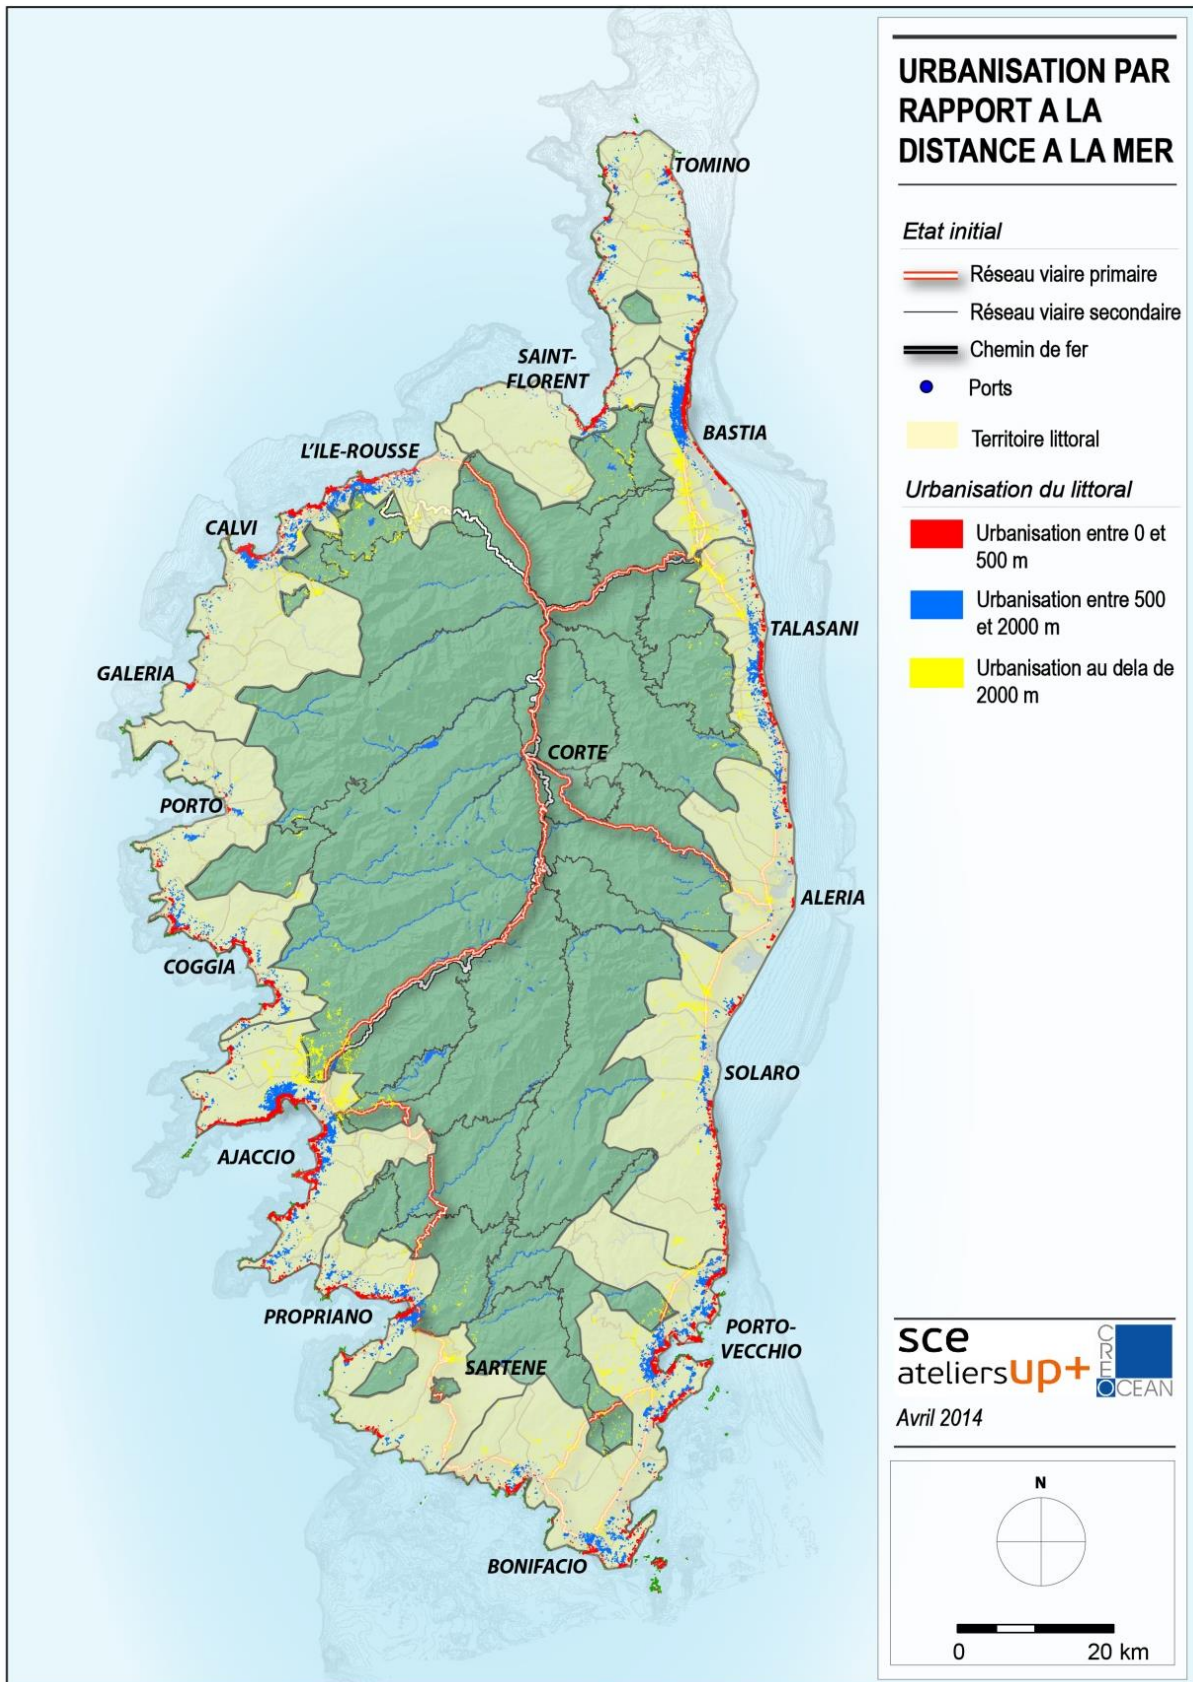 URBANISATION PAR
RAPPORT A LA
DISTANCE A LA MER
Etat initial
Réseau viaire primaire
Réseau viaire secondaire
Chemin de fer
Ports
Territoire littoral
Urbanisation du littoral
Urbanisation entre 0 et
500 m
Urbanisation entre 500
et 2000 m
Urbanisation au dela de
2000 m
TOMINO
SAINT-
FLORENT
BASTIA
L'ILE-ROUSSE
CALVI
TALASANI
GALERIA
CORTE
PORTO
ALERIA
COGGIA
SOLARO
AJACCIO
PROPRIANO
PORTO-
VECCHIO
SARTENE
BONIFACIO
sce
ateliersup+
CREOCEAN
Avril 2014
N
0 20 km